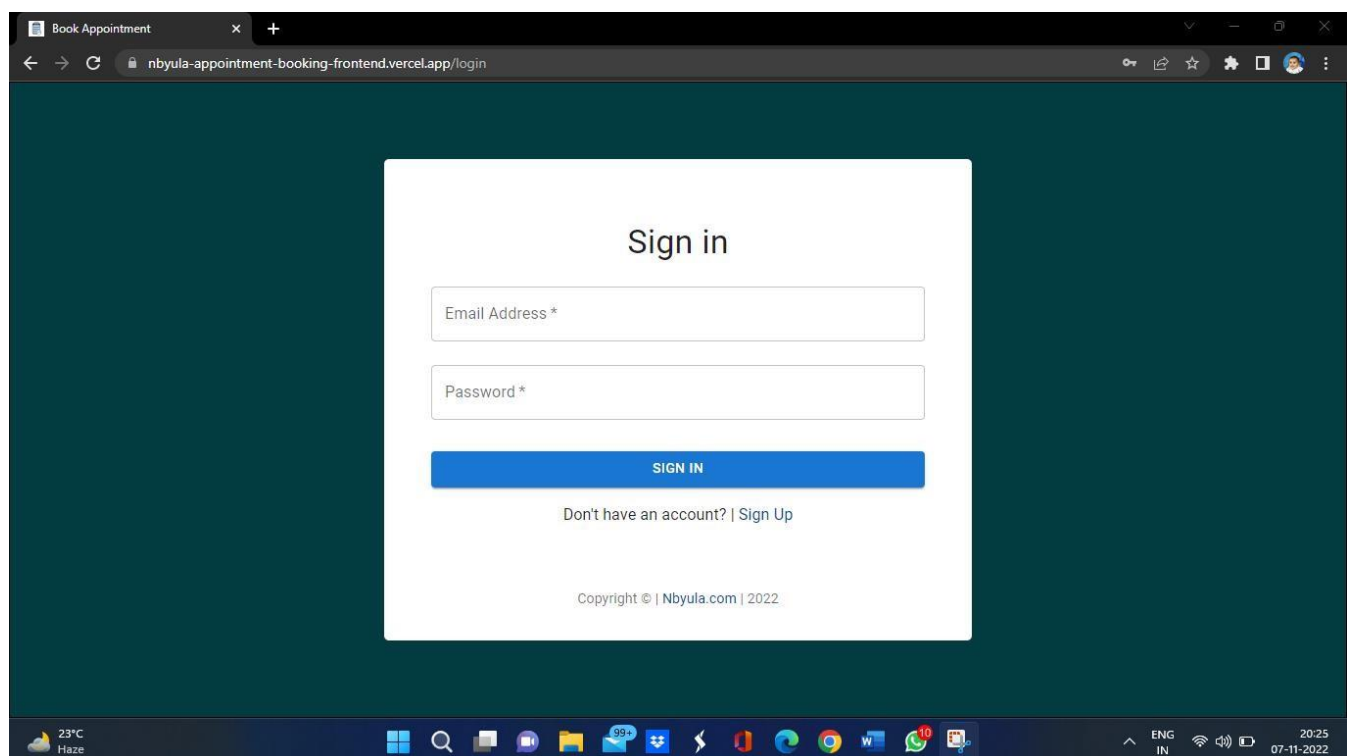 Book Appointment
nbyula-appointment-booking-frontend.vercel.app/login
Sign in
Email Address *
Password *
SIGN IN
Don't have an account? | Sign Up
Copyright © | Nbyula.com | 2022
23°C
Haze
99+
10
ENG
IN
20:25
07-11-2022